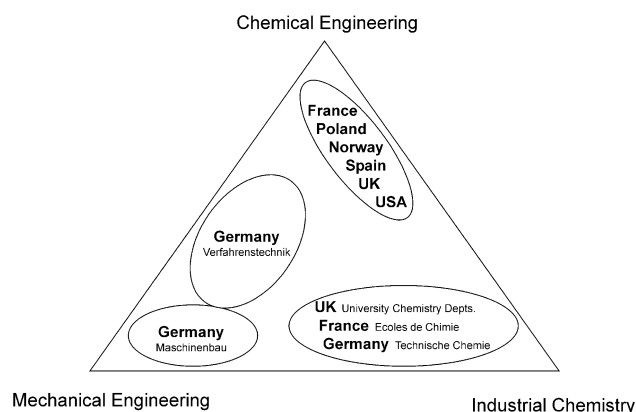 Chemical Engineering
France
Poland
Norway
Spain
UK
USA
Germany
Verfahrenstechnik
Germany
Maschinenbau
UK University Chemistry Depts.
France Ecoles de Chimie
Germany Technische Chemie
Mechanical Engineering
Industrial Chemistry